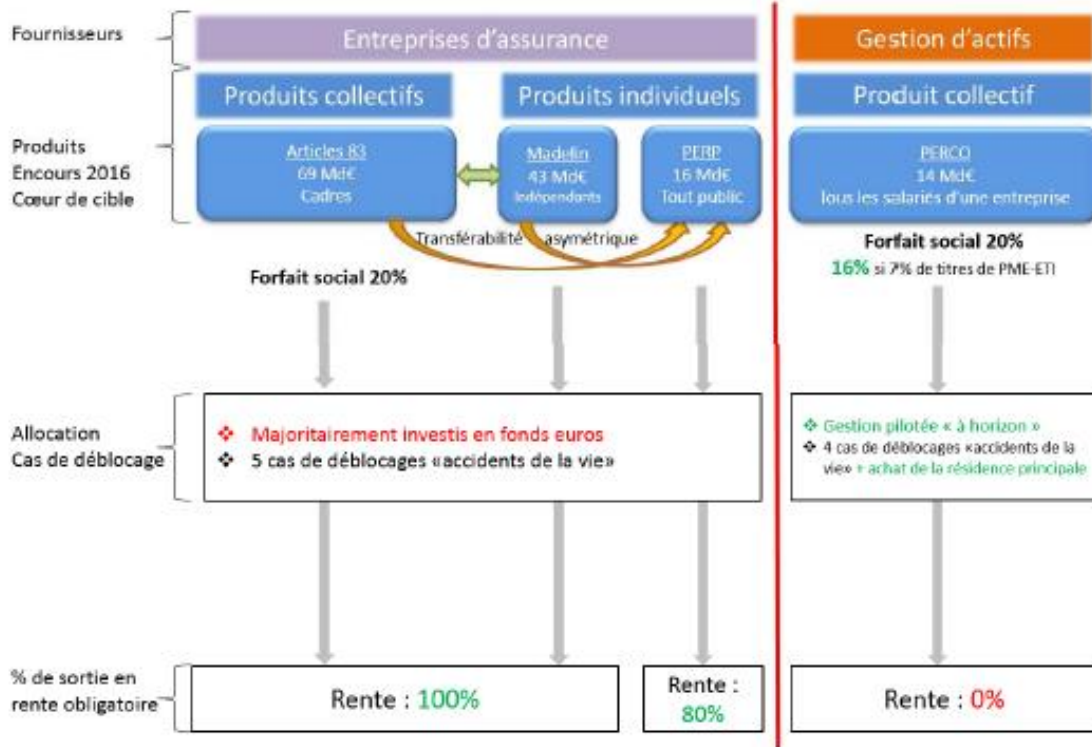 Fournisseurs
Entreprises d'assurance
Gestion d'actifs
Produits collectifs
Produits individuels
Produit collectif
Produits
Encours 2016
Cœur de cible
Articles 83
69 Md€
Cadres
Madelin
43 Md€
Indépendants
PERP
16 Md€
Tout public
PERCO
14 Md€
Tous les salariés d'une entreprise
Transférabilité asymétrique
Forfait social 20%
Forfait social 20%
16% si 7% de titres de PME-ETI
Allocation
Cas de déblocage
❖ Majoritairement investis en fonds euros
❖ 5 cas de déblocages «accidents de la vie»
❖ Gestion pilotée « à horizon »
❖ 4 cas de déblocages «accidents de la
vie» + achat de la résidence principale
% de sortie en
rente obligatoire
Rente : 100%
Rente :
80%
Rente : 0%